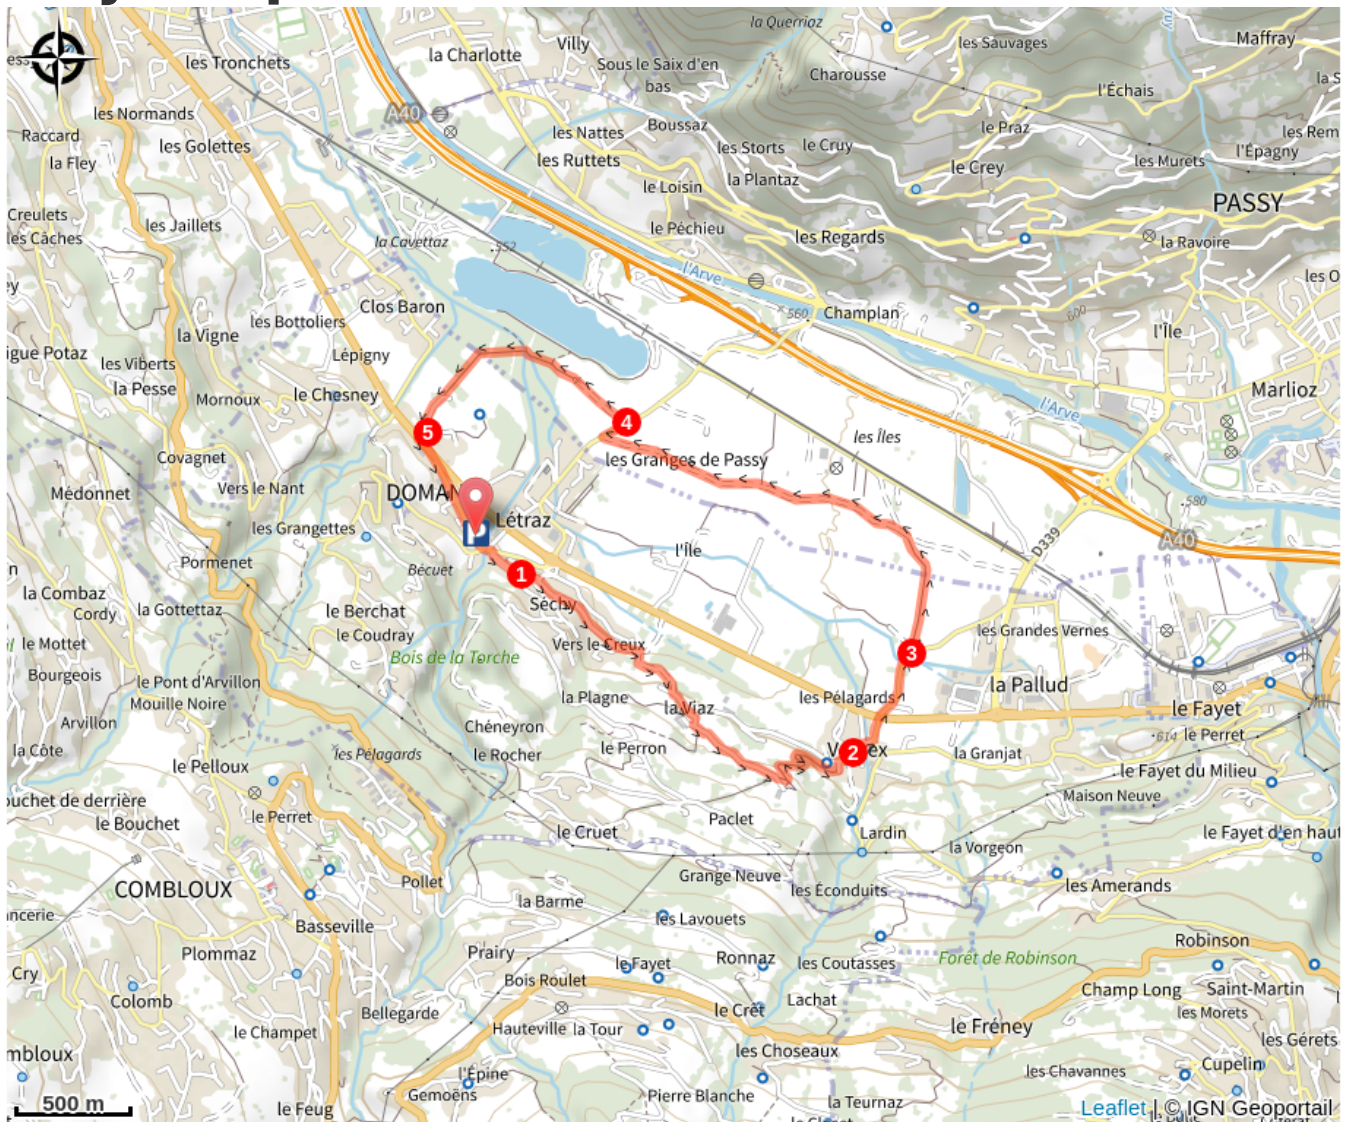 la Querrioz
Villy
la Charlotte
les Sauvages
Maffray
les Tronchets
Sous le Saix d'en
bas
Charousse
l'Échais
A40
les Normands
Boussaz
les Nattes
le Praz
Raccard
les Golettes
les Storts
le Cruy
les Murets
l'Épagny
les Ruttets
la Fley
le Crey
la Plantaz
le Loisin
PASSY
Creulets
les Jaillets
le Péchieu
les Regards
les Câches
la Cavettaz
552
la Ravoire
l'Arve
Clos Baron
560
Champlan
600
les Bottoliers
l'Île
la Vigne
Lépigny
les Viberts
igue Potaz
la Pesse
le Chesney
Marlioz
Mornoux
l'Arve
4
5
les Îles
Covagnet
les Granges de Passy
Vers le Nant
Médonnet
DOMAN
580
P
Létraz
les Grangettes
D339
A40
l'Île
Pormenet
Bécuet
1
la Combaz
Séchy
Cordy
la Gottettaz
le Berchat
les Grandes Vernes
le Coudray
le Mottet
Vers le Creux
Bois de la Torche
3
Bourgeois
le Pont d'Arvillon
la Pallud
la Plagne
les Pélagards
Mouille Noire
la Viaz
le Fayet
Arvillon
Chéneyron
614
le Perret
la Côte
les Pélagards
le Rocher
le Perron
2
la Granjat
le Pelloux
le Fayet du Milieu
Maison Neuve
ouchet de derrière
le Perret
Paclet
le Bouchet
le Cruet
Lardin
le Fayet d'en haut
la Vorgeon
Grange Neuve
Pollet
COMBLOUX
les Éconduits
les Amerands
la Barme
les Lavouets
Basseville
Robinson
Plommaz
Prairy
le Fayet
Ronnaz
les Coutasses
Forêt de Robinson
Cry
Bois Roulet
Champ Long
Saint-Martin
Colomb
Lachat
le Crêt
Bellegarde
les Morets
le Champet
Hauteville
la Tour
le Fréney
les Gérets
mbloux
les Choseaux
Cupelin
l'Épine
les Chavannes
Gemoëns
Pierre Blanche
la Teurnaz
500 m
le Feug
Leaflet | © IGN Geoportail